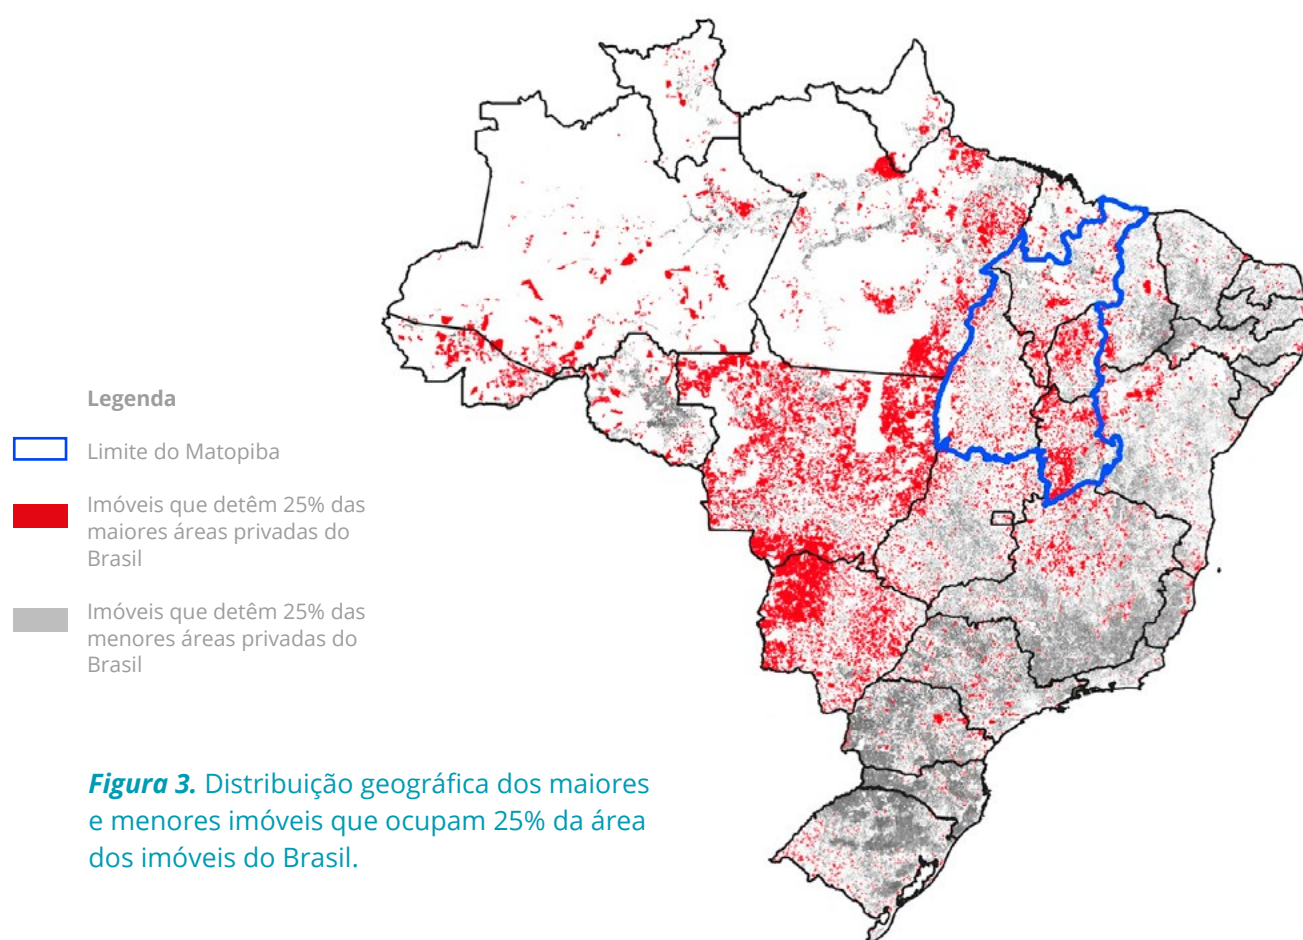 Legenda
Limite do Matopiba
Imóveis que detêm 25% das
maiores áreas privadas do
Brasil
Imóveis que detêm 25% das
menores áreas privadas do
Brasil
Figura 3. Distribuição geográfica dos maiores
e menores imóveis que ocupam 25% da área
dos imóveis do Brasil.